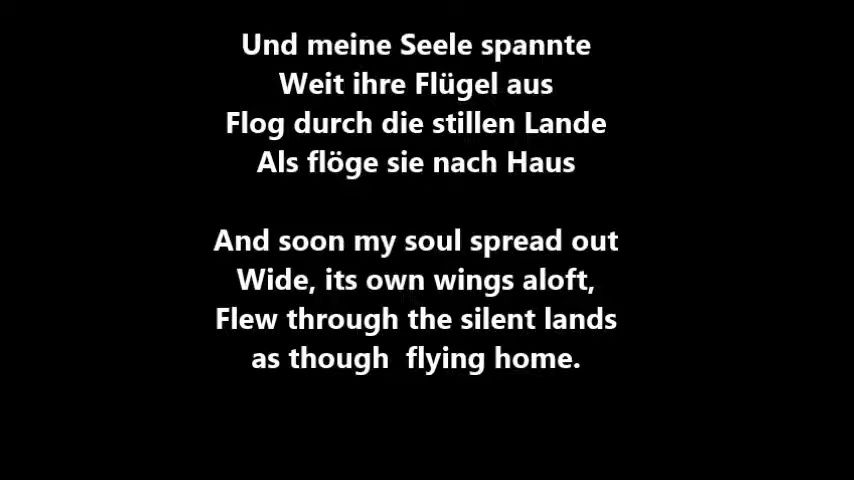 Und meine Seele spannte
Weit ihre Flügel aus
Flog durch die stillen Lande
Als flöge sie nach Haus
And soon my soul spread out
Wide, its own wings aloft,
Flew through the silent lands
as though  flying home.